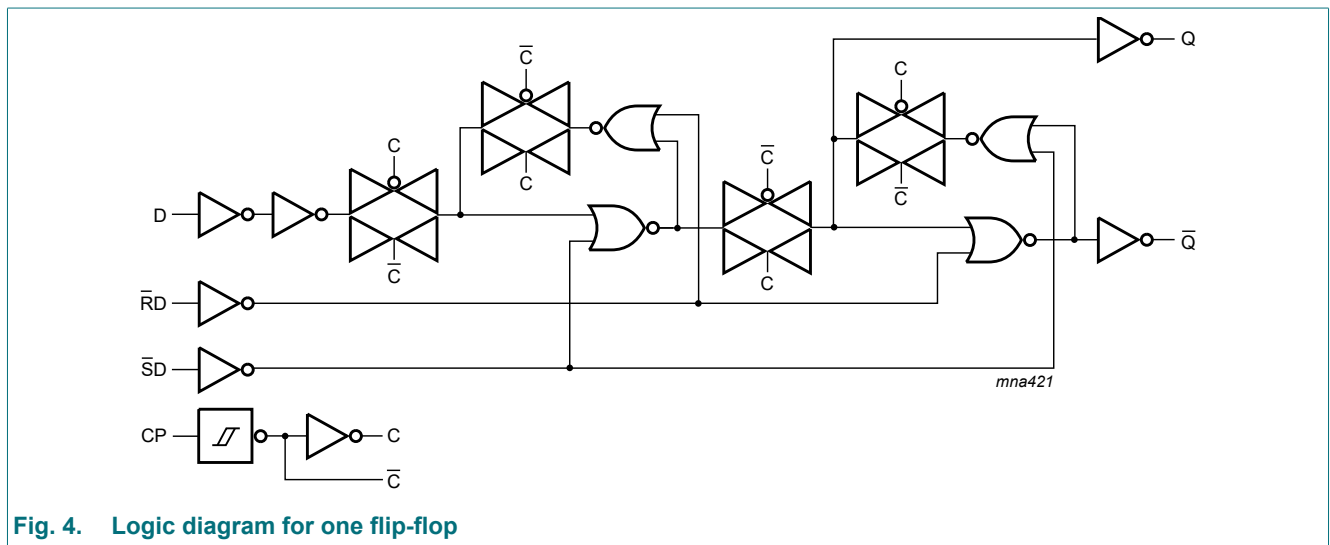 C̅
C
Q
C
C
D
C̅
C
C̅
C
C̅
Q̅
R̅D
S̅D
mna421
CP
C
C̅
Fig. 4. Logic diagram for one flip-flop